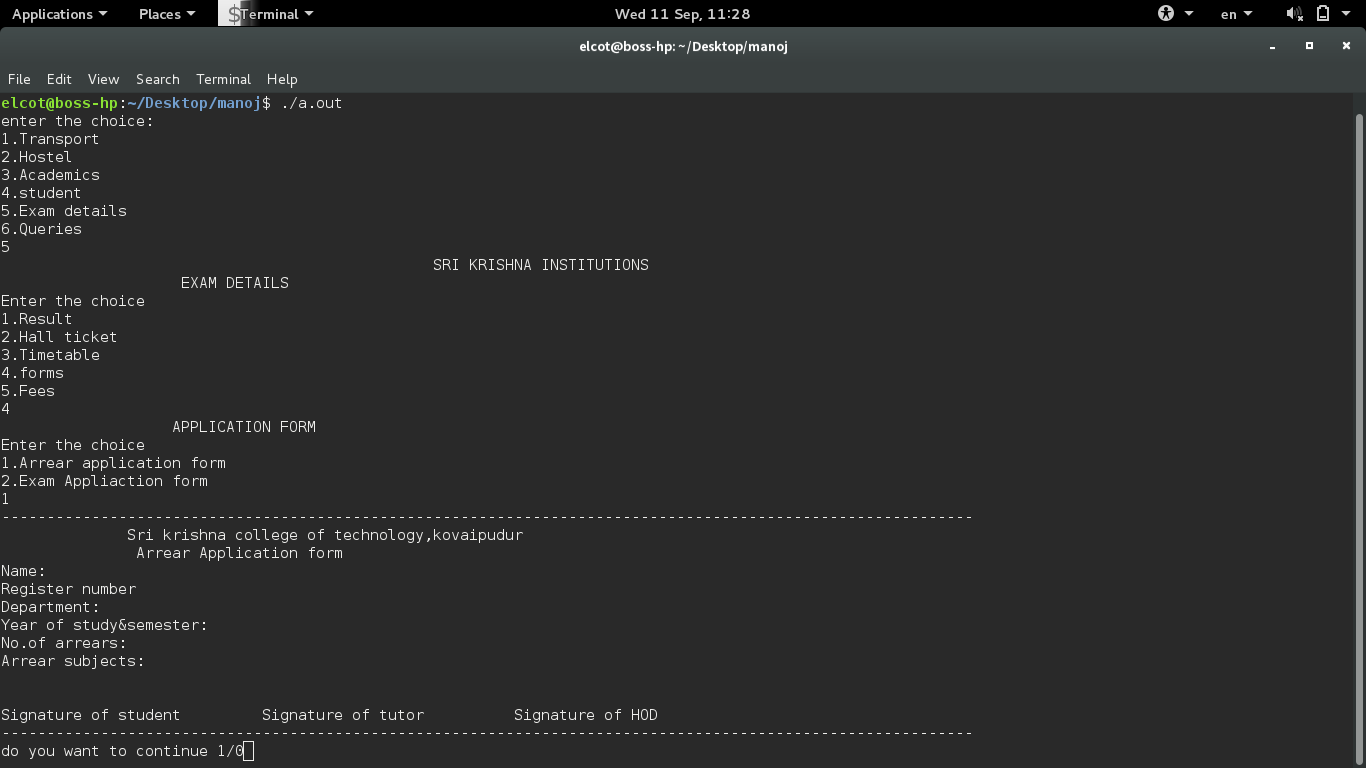 Applications Places $ Terminal Wed 11 Sep, 11:28 en
elcot@boss-hp: ~/Desktop/manoj
File Edit View Search Terminal Help
elcot@boss-hp:~/Desktop/manoj$ ./a.out
enter the choice:
1.Transport
2.Hostel
3.Academics
4.student
5.Exam details
6.Queries
5
SRI KRISHNA INSTITUTIONS
EXAM DETAILS
Enter the choice
1.Result
2.Hall ticket
3.Timetable
4.forms
5.Fees
4
APPLICATION FORM
Enter the choice
1.Arrear application form
2.Exam Appliaction form
1
------------------------------------------------------------------------------------------------------------
Sri krishna college of technology,kovaipudur
Arrear Application form
Name:
Register number
Department:
Year of study&semester:
No.of arrears:
Arrear subjects:
Signature of student Signature of tutor Signature of HOD
------------------------------------------------------------------------------------------------------------
do you want to continue 1/0